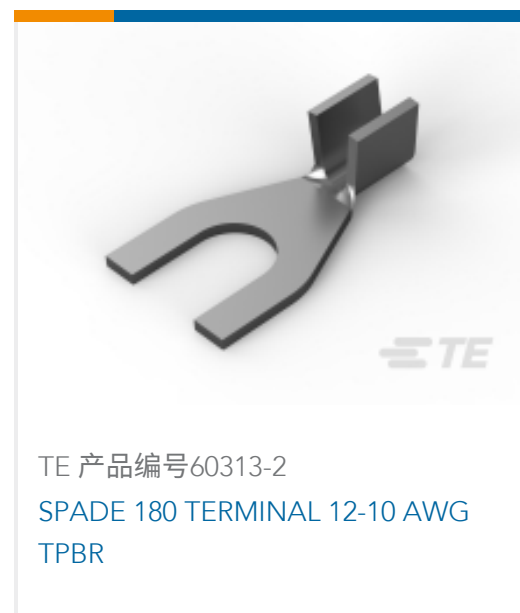 TE
TE 产品编号60313-2
SPADE 180 TERMINAL 12-10 AWG
TPBR